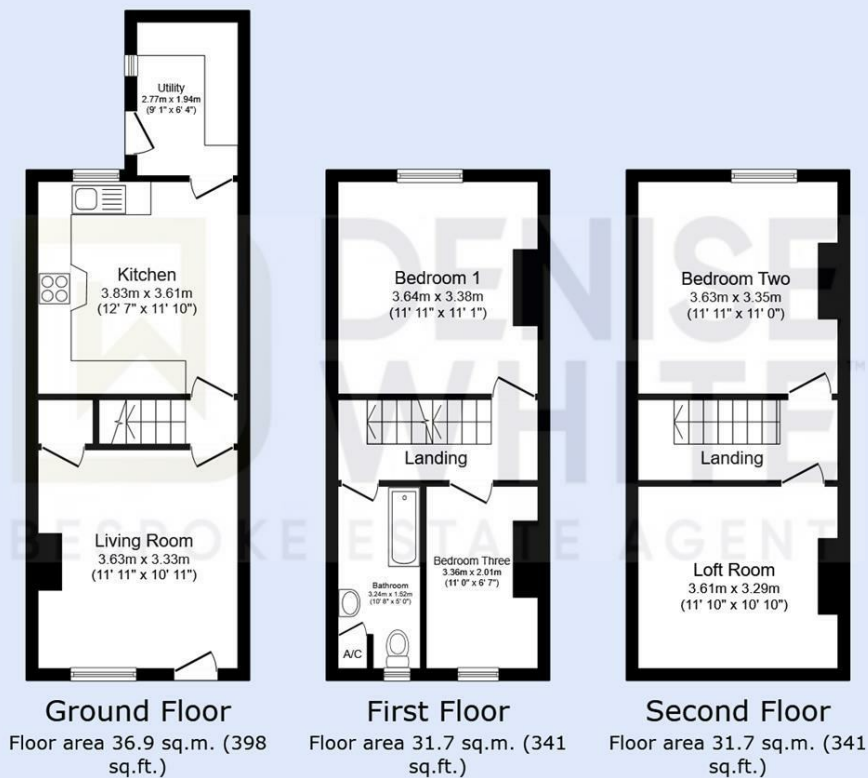 Utility
2.77m x 1.94m
(9' 1" x 6' 4")
Kitchen
3.83m x 3.61m
(12' 7" x 11' 10")
Living Room
3.63m x 3.33m
(11' 11" x 10' 11")
Ground Floor
Floor area 36.9 sq.m. (398
sq.ft.)
Bedroom 1
3.64m x 3.38m
(11' 11" x 11' 1")
Landing
Bathroom
3.24m x 1.52m
(10' 8" x 5' 0")
A/C
Bedroom Three
3.36m x 2.01m
(11' 0" x 6' 7")
First Floor
Floor area 31.7 sq.m. (341
sq.ft.)
Bedroom Two
3.63m x 3.35m
(11' 11" x 11' 0")
Landing
Loft Room
3.61m x 3.29m
(11' 10" x 10' 10")
Second Floor
Floor area 31.7 sq.m. (341
sq.ft.)
DENISE
WHITE™
BESPOKE ESTATE AGENT